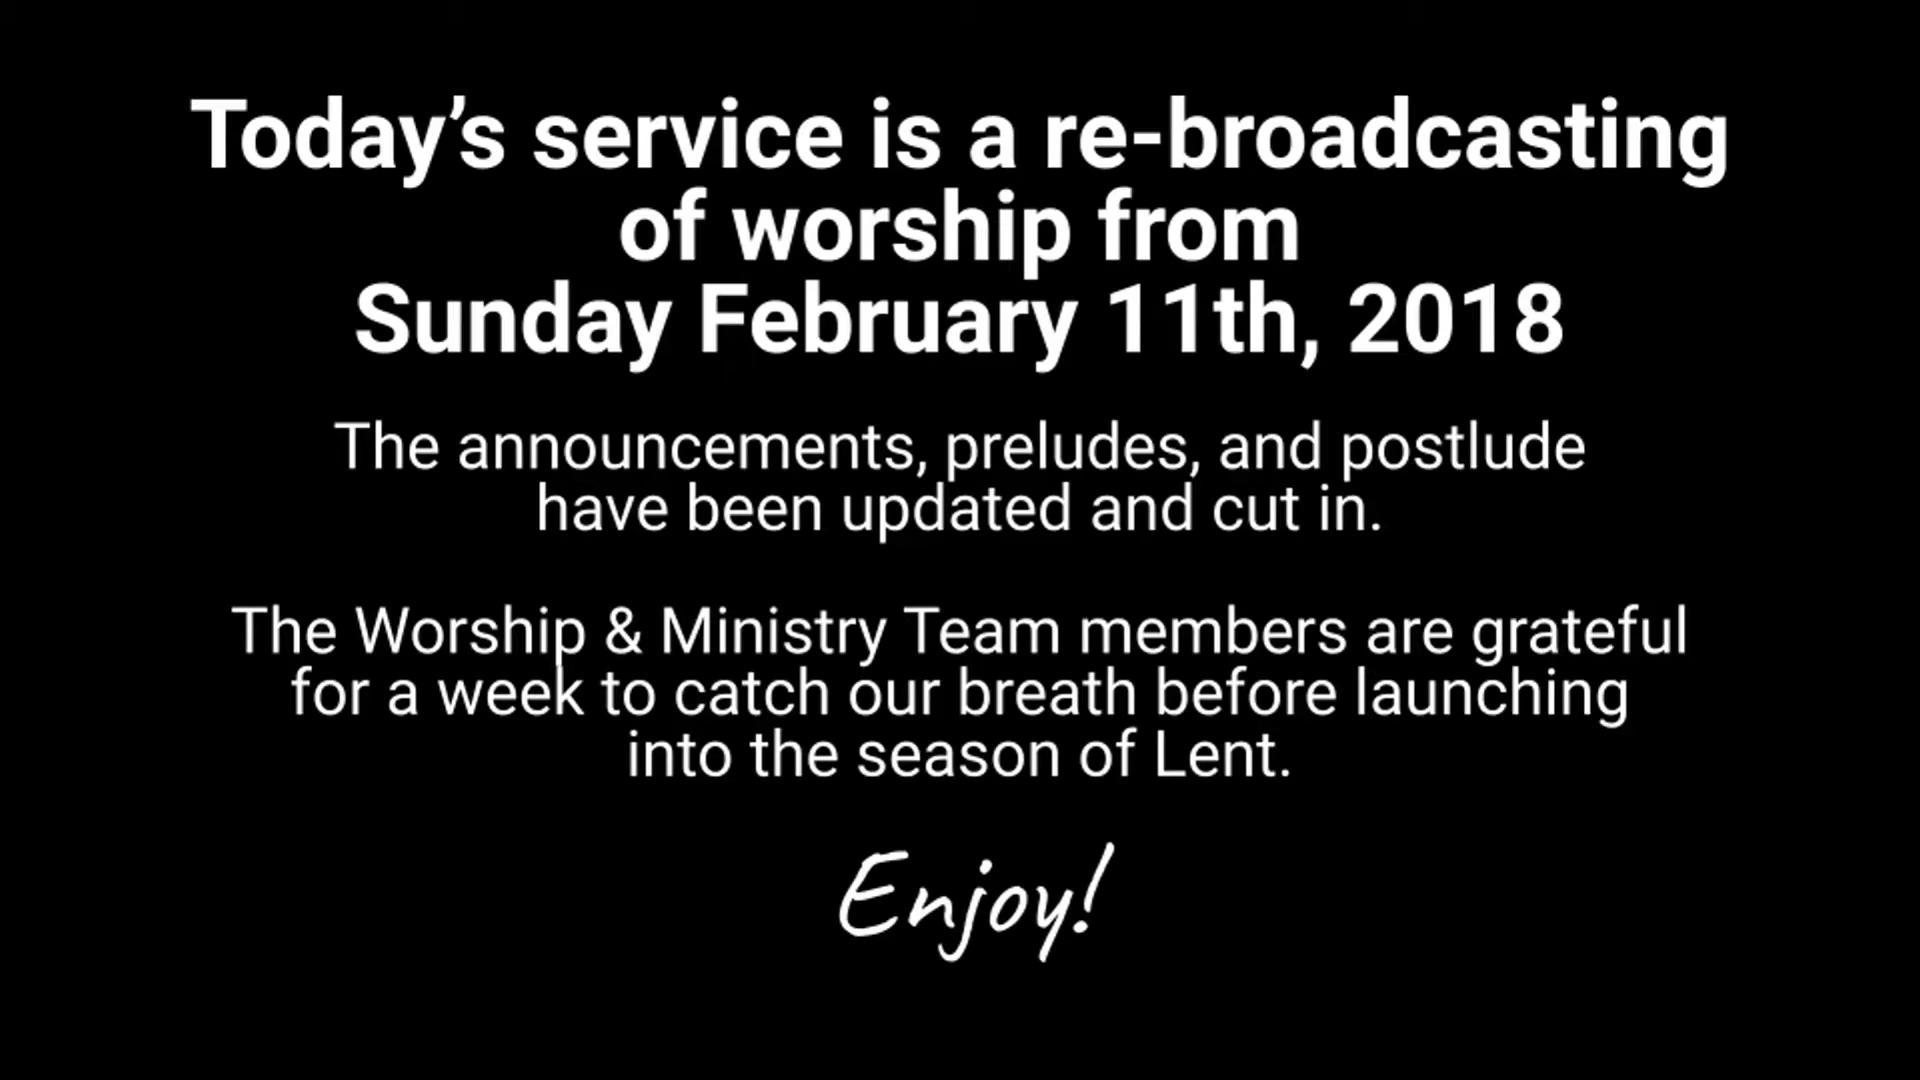 Today’s service is a re-broadcasting
of worship from
Sunday February 11th, 2018
The announcements, preludes, and postlude
have been updated and cut in.
The Worship & Ministry Team members are grateful
for a week to catch our breath before launching
into the season of Lent.
Enjoy!